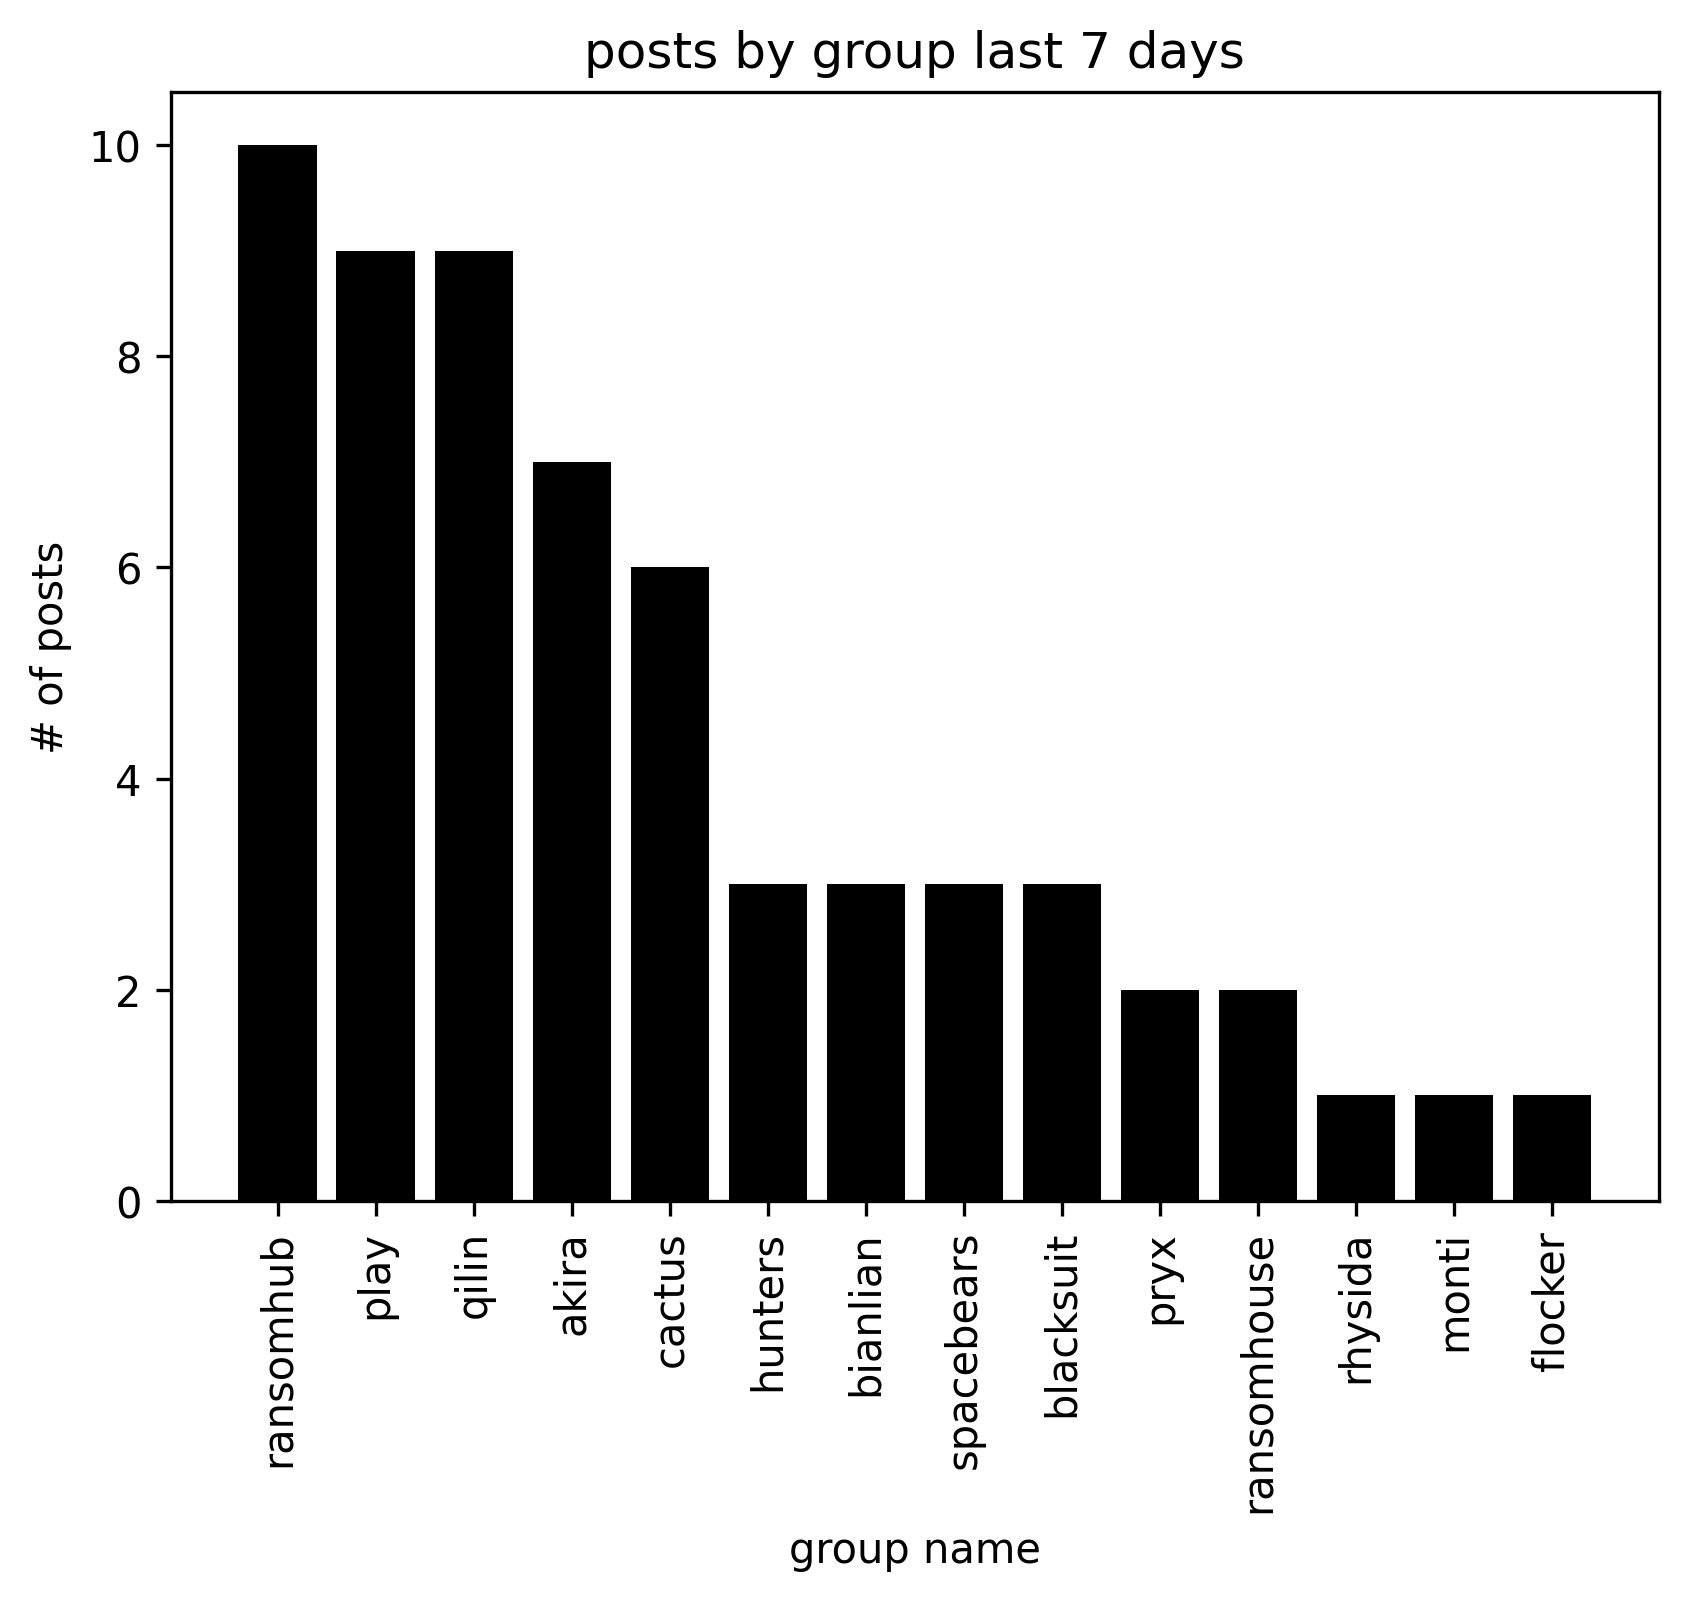 posts by group last 7 days
10
8
6
4
2
0
# of posts
ransomhub
play
qilin
akira
cactus
hunters
bianlian
spacebears
blacksuit
pryx
ransomhouse
rhysida
monti
flocker
group name